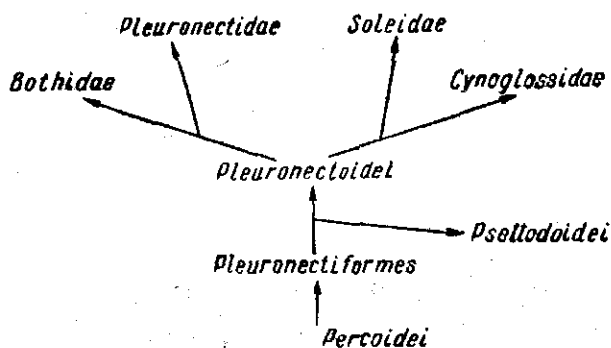 Pleuronectidae
Soleidae
Bothidae
Cynoglossidae
Pleuronectoidei
Psettodoidei
Pleuronectiformes
Percoidei